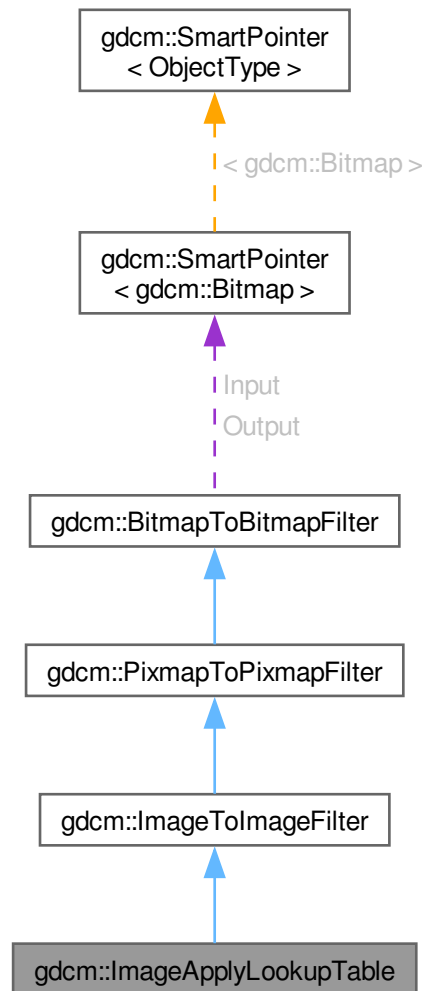 gdcm::SmartPointer
< ObjectType >
< gdcm::Bitmap >
gdcm::SmartPointer
< gdcm::Bitmap >
Input
Output
gdcm::BitmapToBitmapFilter
gdcm::PixmapToPixmapFilter
gdcm::ImageToImageFilter
gdcm::ImageApplyLookupTable